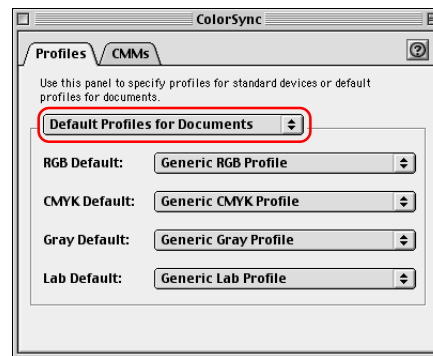 ColorSync
Profiles CMMs ?
Use this panel to specify profiles for standard devices or default
profiles for documents.
Default Profiles for Documents
RGB Default: Generic RGB Profile
CMYK Default: Generic CMYK Profile
Gray Default: Generic Gray Profile
Lab Default: Generic Lab Profile